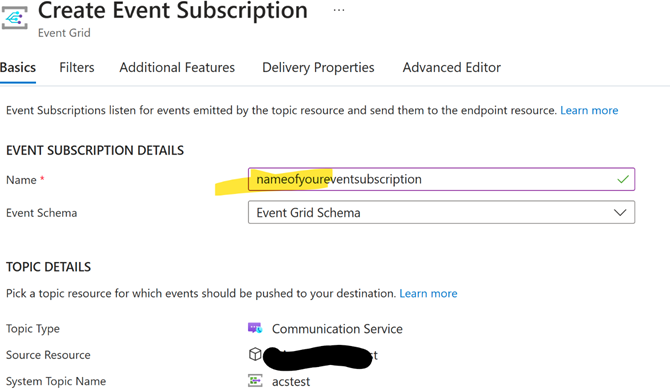 Create Event Subscription ...
Event Grid
Basics Filters Additional Features Delivery Properties Advanced Editor
Event Subscriptions listen for events emitted by the topic resource and send them to the endpoint resource. Learn more
EVENT SUBSCRIPTION DETAILS
Name * nameofyoureventsubscription
Event Schema Event Grid Schema
TOPIC DETAILS
Pick a topic resource for which events should be pushed to your destination. Learn more
Topic Type Communication Service
Source Resource
System Topic Name acstest